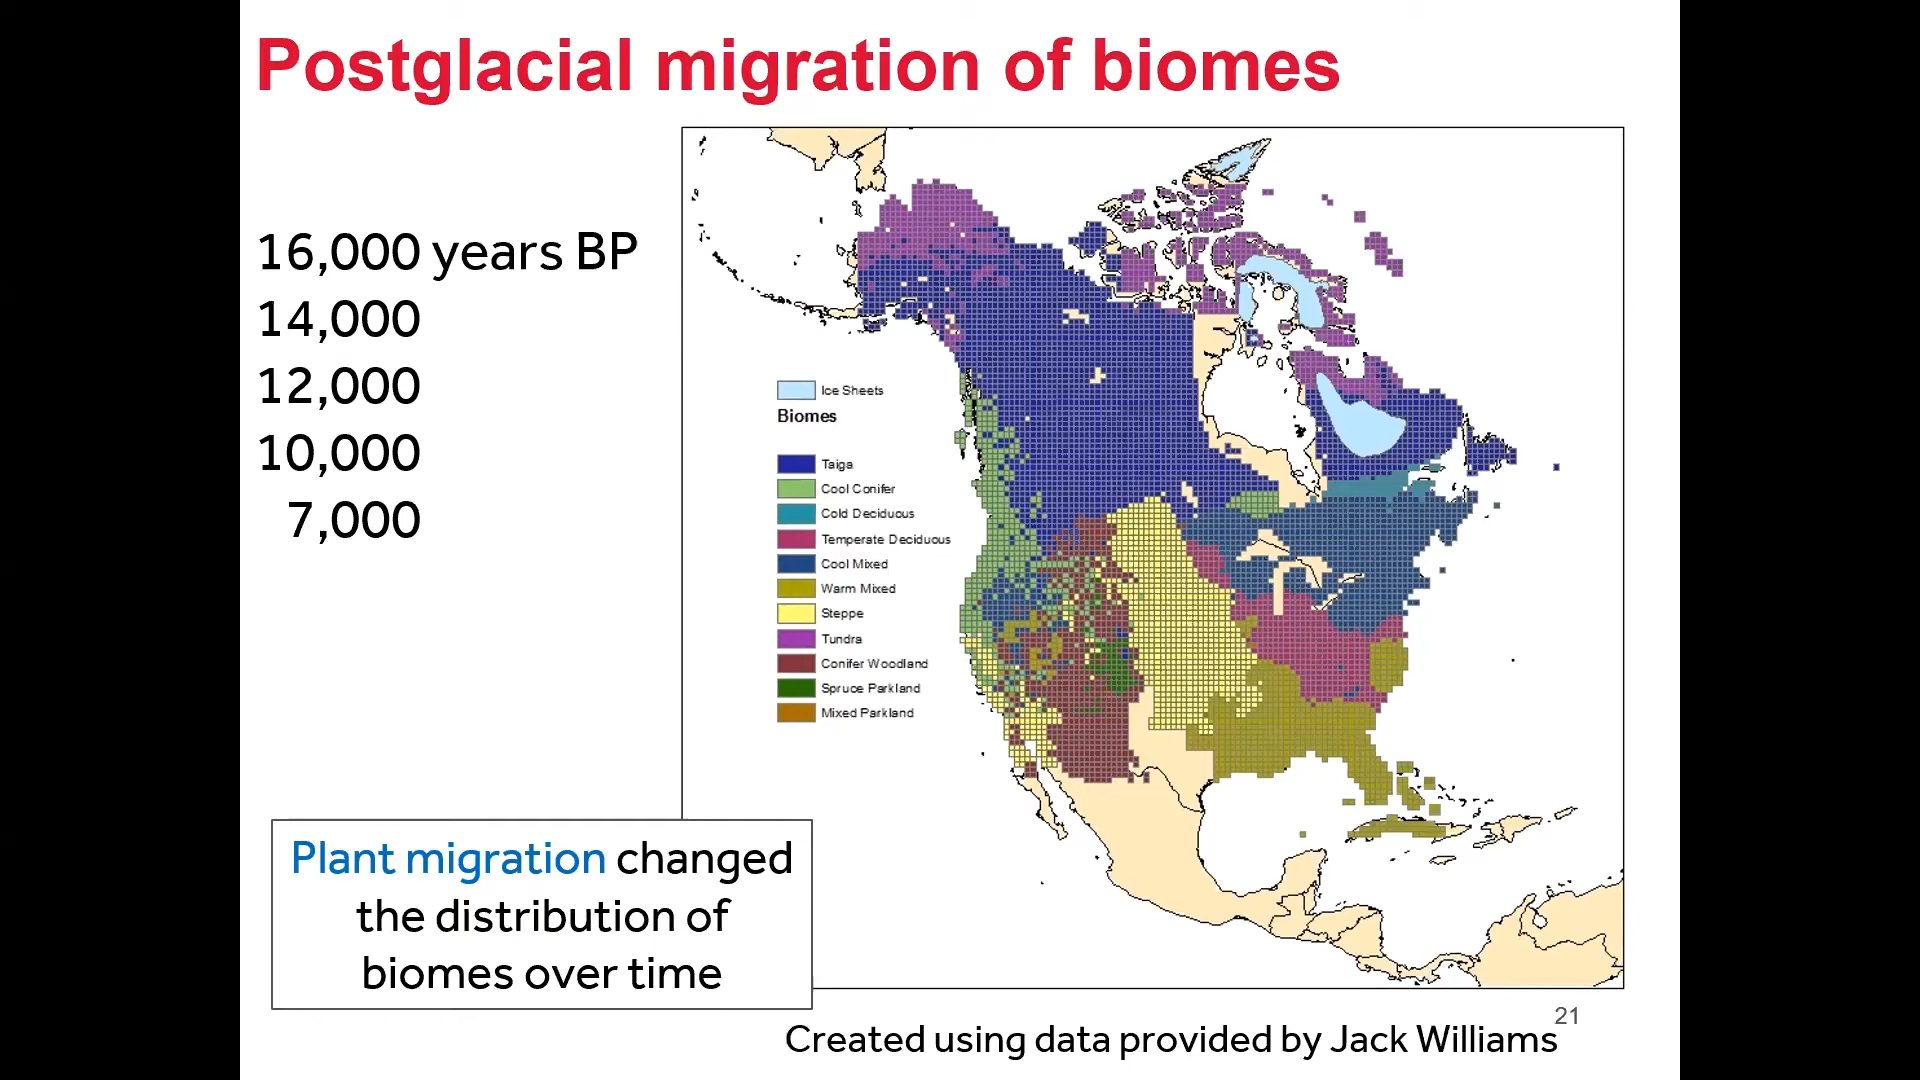 Postglacial migration of biomes
16,000 years BP
14,000
12,000
10,000
7,000
Ice Sheets
Biomes
Taiga
Cool Conifer
Cold Deciduous
Temperate Deciduous
Cool Mixed
Warm Mixed
Steppe
Tundra
Conifer Woodland
Spruce Parkland
Mixed Parkland
Plant migration changed
the distribution of
biomes over time
21
Created using data provided by Jack Williams